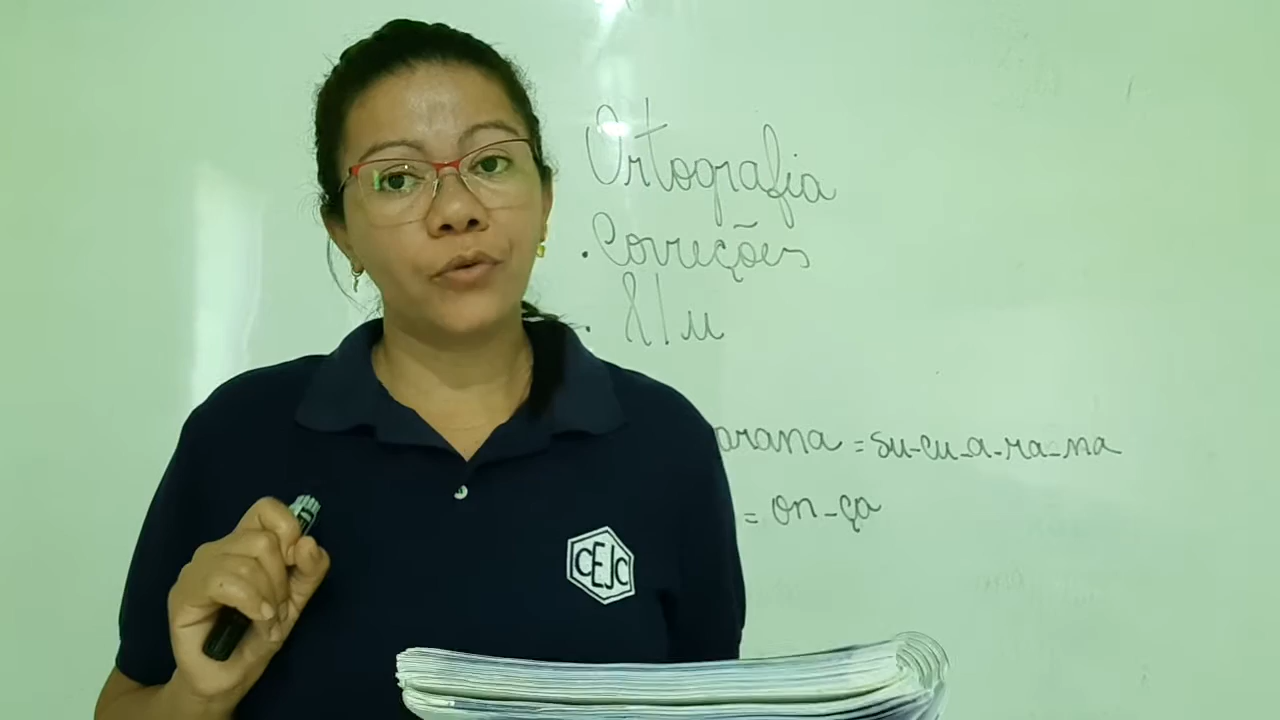 Ortografia
. Correções
. l/u
arana = su-cu-a-ra-na
= on-ça
CEJC